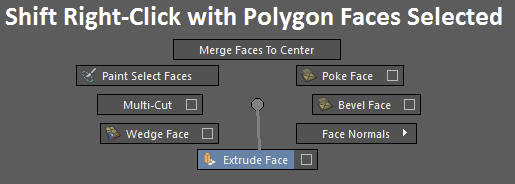 Shift Right-Click with Polygon Faces Selected
Merge Faces To Center
Paint Select Faces
Poke Face
Multi-Cut
Bevel Face
Wedge Face
Face Normals
Extrude Face